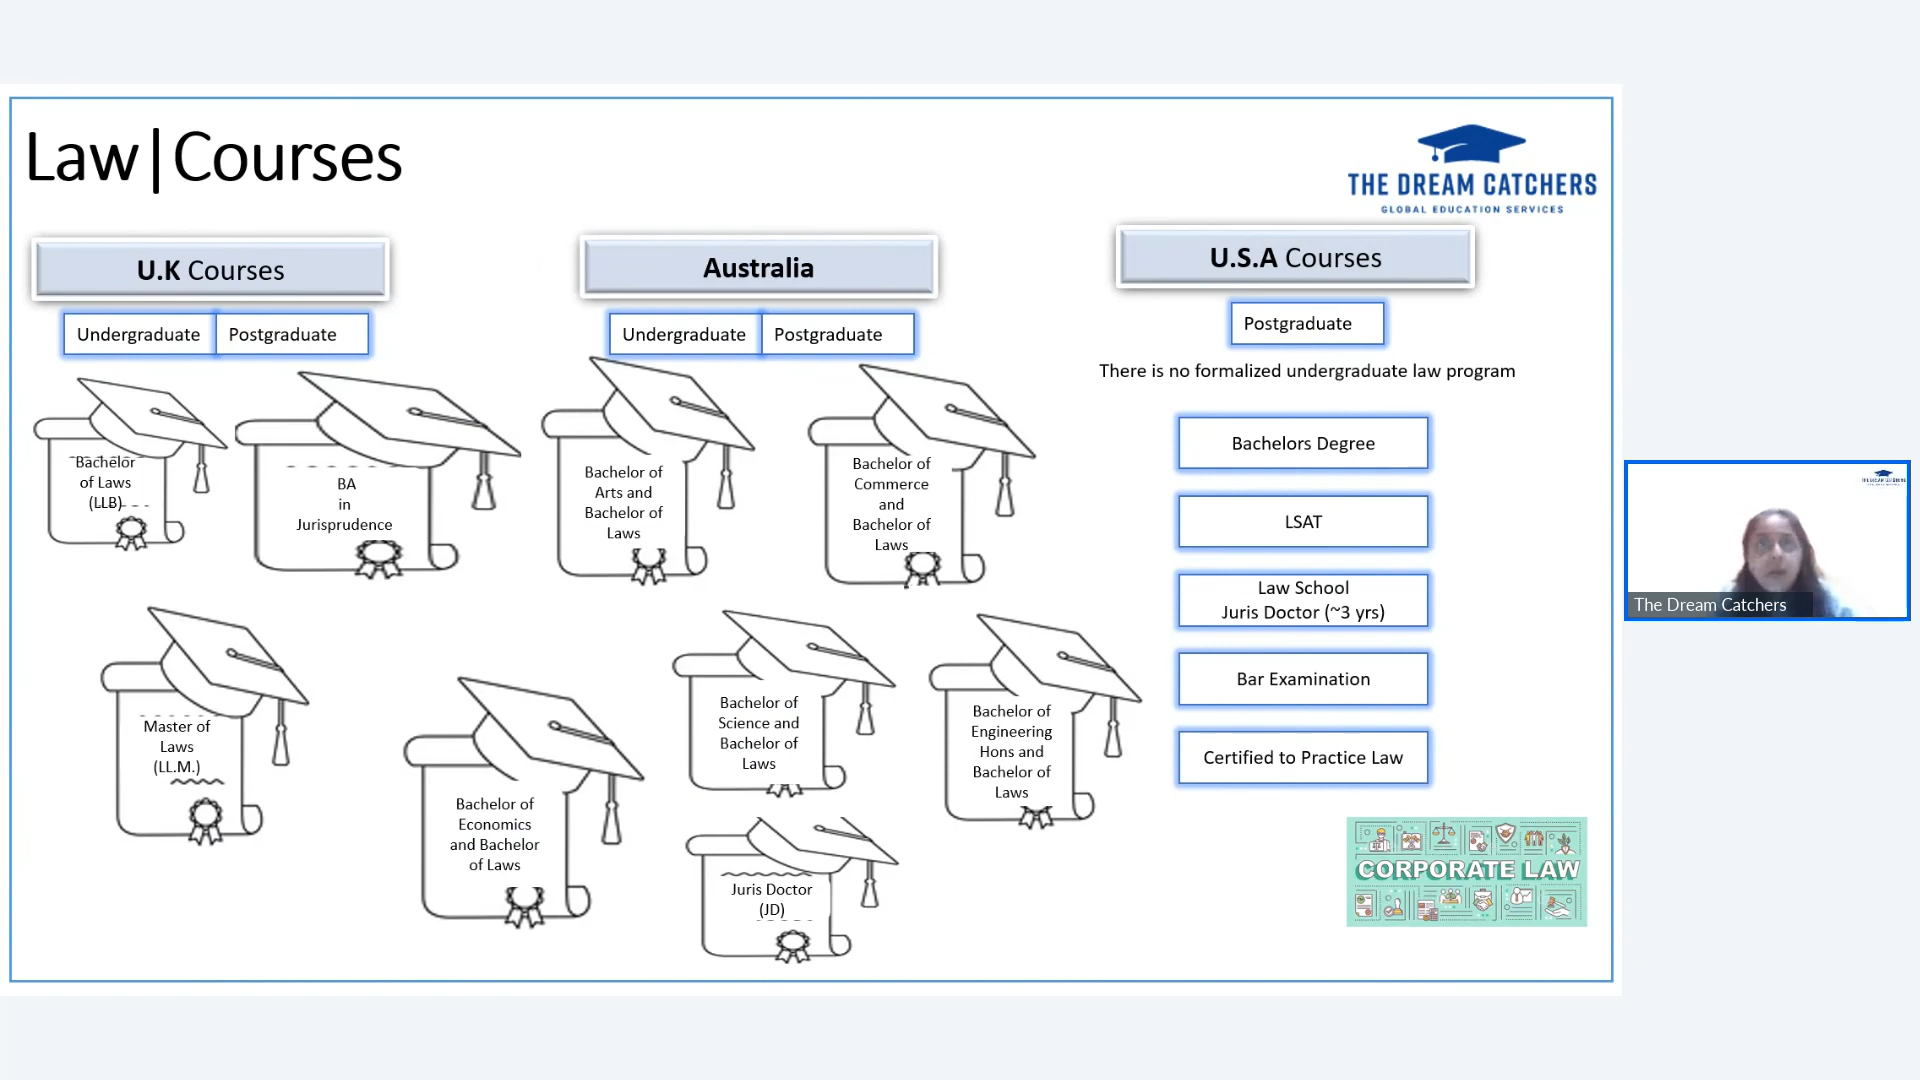 Law|Courses
THE DREAM CATCHERS
GLOBAL EDUCATION SERVICES
U.K Courses
Undergraduate
Postgraduate
Bachelor
of Laws
(LLB)
BA
in
Jurisprudence
Master of
Laws
(LL.M.)
Australia
Undergraduate
Postgraduate
Bachelor of
Arts and
Bachelor of
Laws
Bachelor of
Commerce
and
Bachelor of
Laws
Bachelor of
Economics
and Bachelor
of Laws
Bachelor of
Science and
Bachelor of
Laws
Bachelor of
Engineering
Hons and
Bachelor of
Laws
Juris Doctor
(JD)
U.S.A Courses
Postgraduate
There is no formalized undergraduate law program
Bachelors Degree
LSAT
Law School
Juris Doctor (~3 yrs)
Bar Examination
Certified to Practice Law
CORPORATE LAW
The Dream Catchers